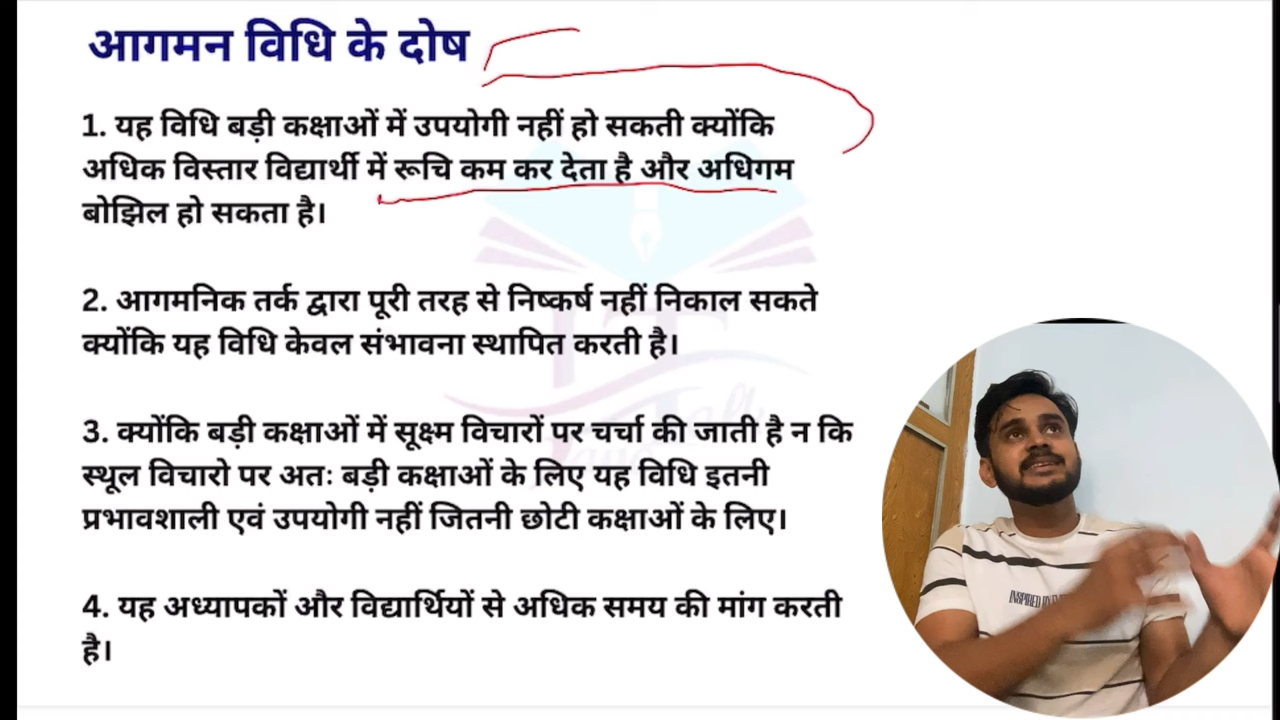 आगमन विधि के दोष
1. यह विधि बड़ी कक्षाओं में उपयोगी नहीं हो सकती क्योंकि
अधिक विस्तार विद्यार्थी में रूचि कम कर देता है और अधिगम
बोझिल हो सकता है।
2. आगमनिक तर्क द्वारा पूरी तरह से निष्कर्ष नहीं निकाल सकते
क्योंकि यह विधि केवल संभावना स्थापित करती है।
3. क्योंकि बड़ी कक्षाओं में सूक्ष्म विचारों पर चर्चा की जाती है न कि
स्थूल विचारो पर अतः बड़ी कक्षाओं के लिए यह विधि इतनी
प्रभावशाली एवं उपयोगी नहीं जितनी छोटी कक्षाओं के लिए।
4. यह अध्यापकों और विद्यार्थियों से अधिक समय की मांग करती
है।
INSPIRED